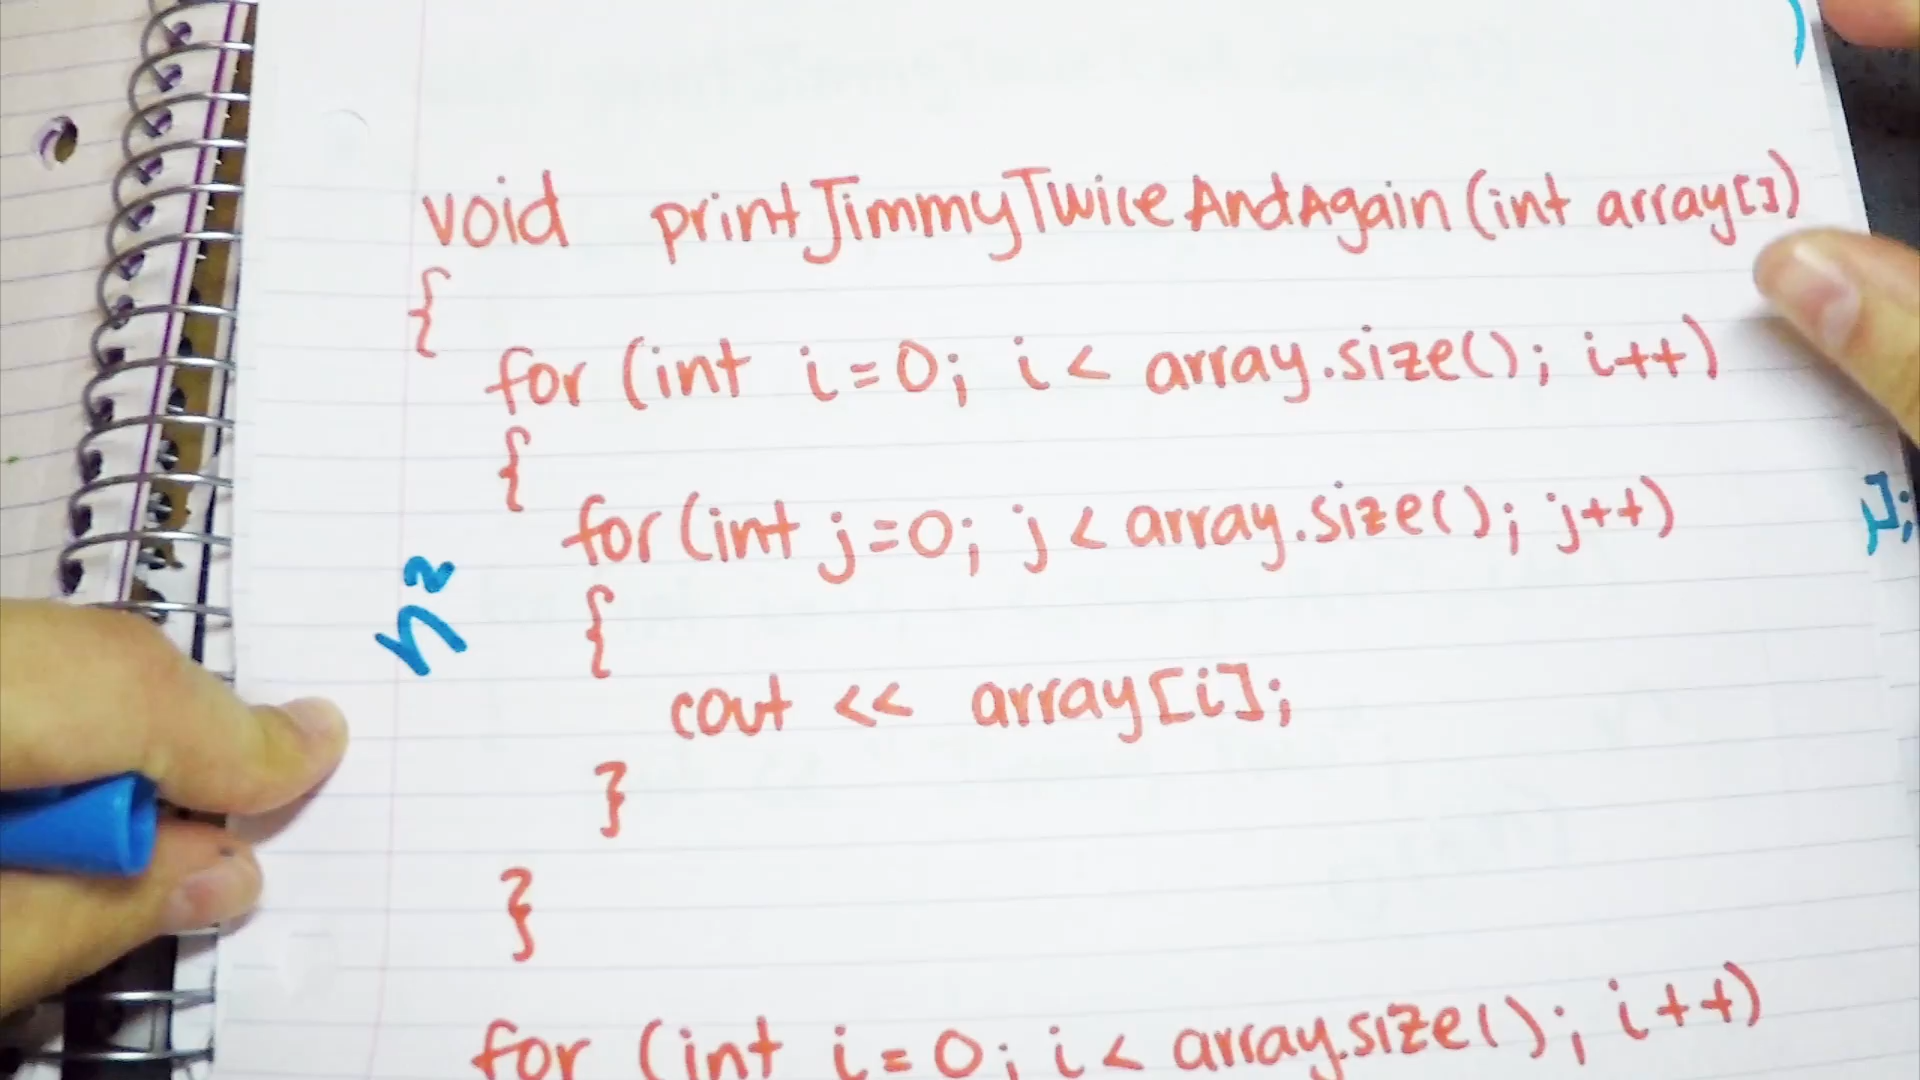 void printJimmyTwiceAndAgain(int array[])
{
for (int i=0; i < array.size(); i++)
{
for (int j=0; j < array.size(); j++)
n²
{
cout << array[i];
}
}
for (int i=0; i < array.size(); i++)
)
];